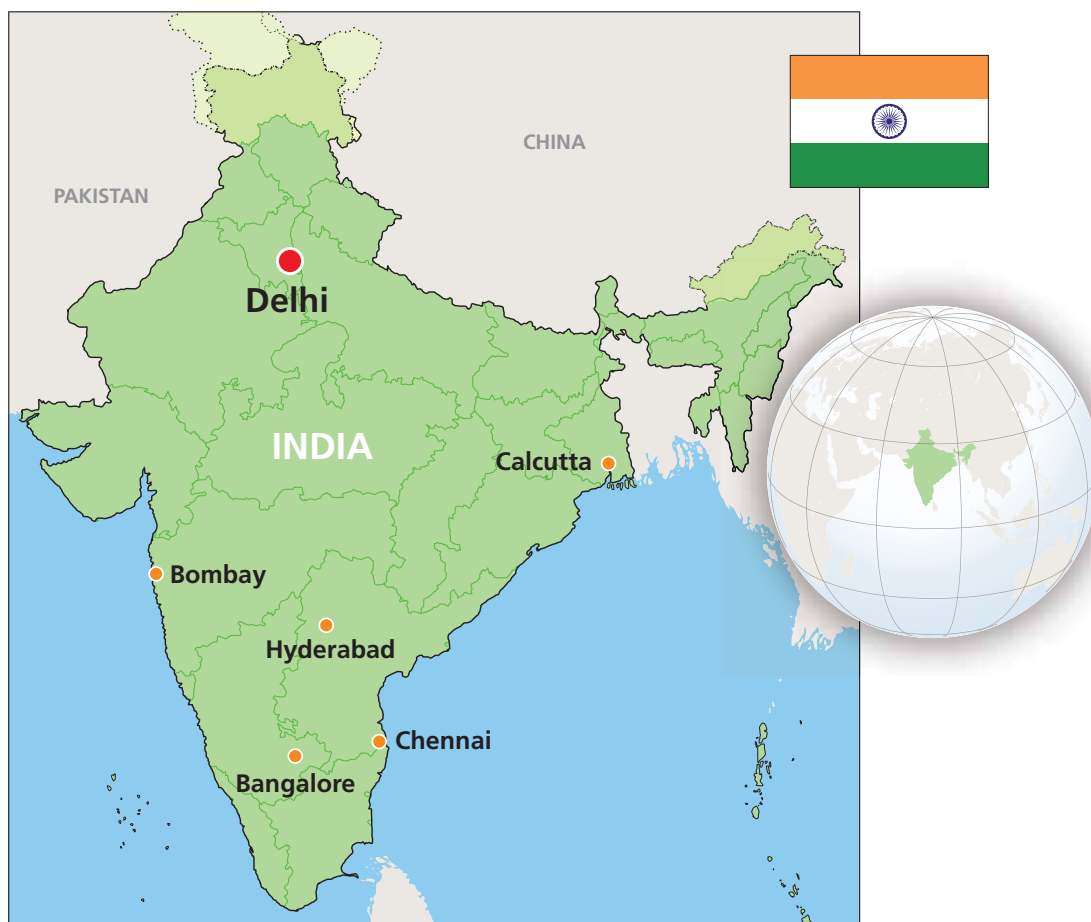 CHINA
PAKISTAN
Delhi
INDIA
Calcutta
Bombay
Hyderabad
Chennai
Bangalore